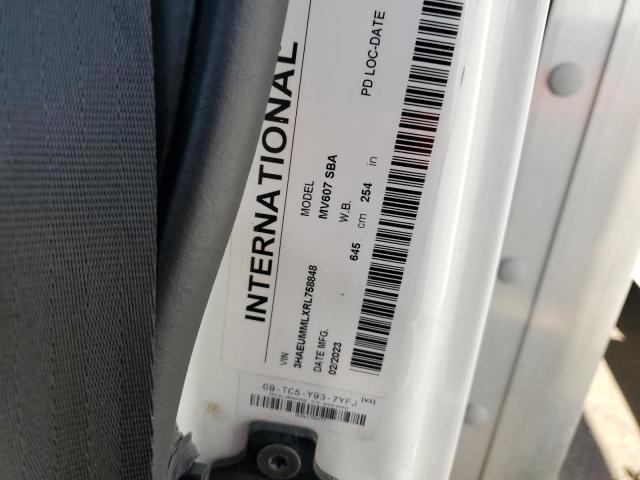 INTERNATIONAL
VIN
3HAEUMMLXRL758848
MODEL
MV607 SBA
DATE MFG.
02/2023
W.B.
645 cm 254 in
PD LOC-DATE
69-TC5-Y93-7YFJ [V2]